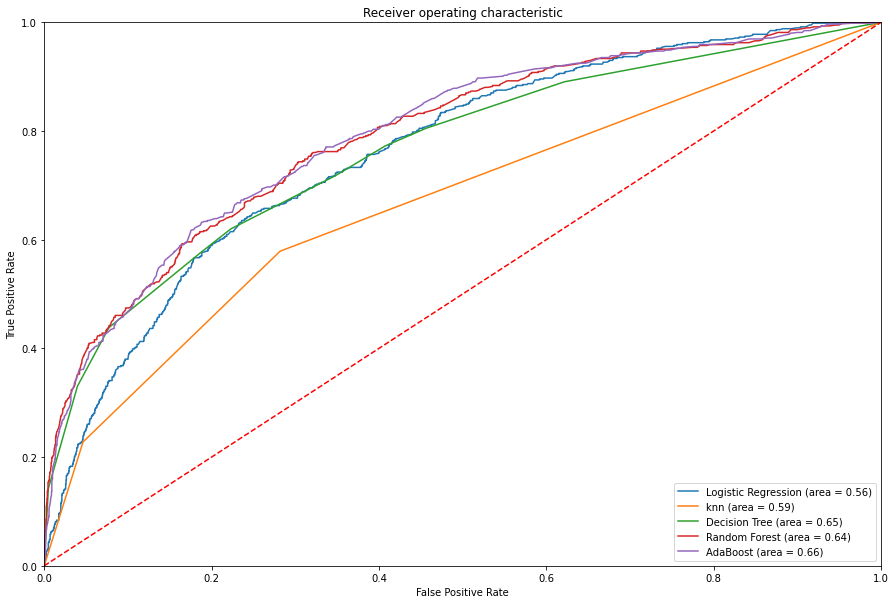 Receiver operating characteristic
1.0
0.8
0.6
0.4
0.2
0.0
True Positive Rate
Logistic Regression (area = 0.56)
knn (area = 0.59)
Decision Tree (area = 0.65)
Random Forest (area = 0.64)
AdaBoost (area = 0.66)
0.0 0.2 0.4 0.6 0.8 1.0
False Positive Rate